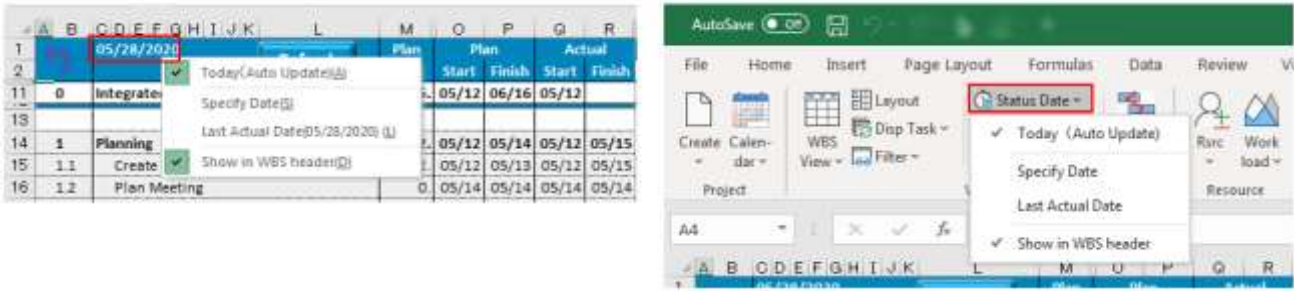 A B C D E F G H I J K L M O P Q R
1 05/28/2020 Plan Plan Actual
2 Start Finish Start Finish
Today(Auto Update)(A)
11 0 05/12 06/16 05/12
Specify Date(S)
13
Last Actual Date(05/28/2020) (L)
14 1 Planning 05/12 05/14 05/12 05/15
15 1.1 Create 05/12 05/13 05/12 05/15
Show in WBS header(D)
16 1.2 Plan Meeting 0. 05/14 05/14 05/14 05/14
AutoSave Off
File Home Insert Page Layout Formulas Data Review
Layout Status Date
Disp Task
Create Calen-dar WBS View Filter Rsrc Work load
Project Resource
Today (Auto Update)
Specify Date
Last Actual Date
Show in WBS header
A4 fx
A B C D E F G H I J K L M O P Q R
1 05/28/2020 Plan Plan Actual